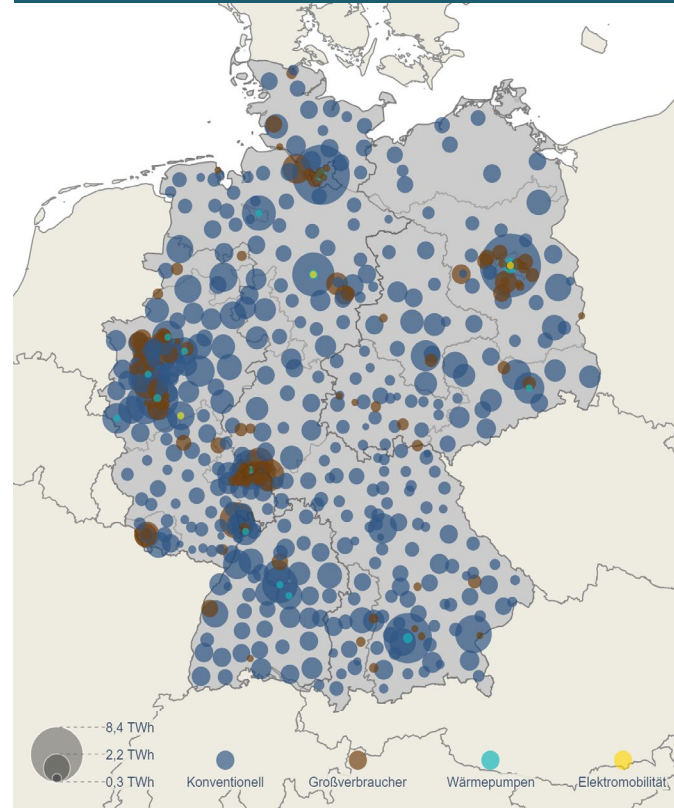 8,4 TWh
2,2 TWh
0,3 TWh
Konventionell Großverbraucher Wärmepumpen Elektromobilität